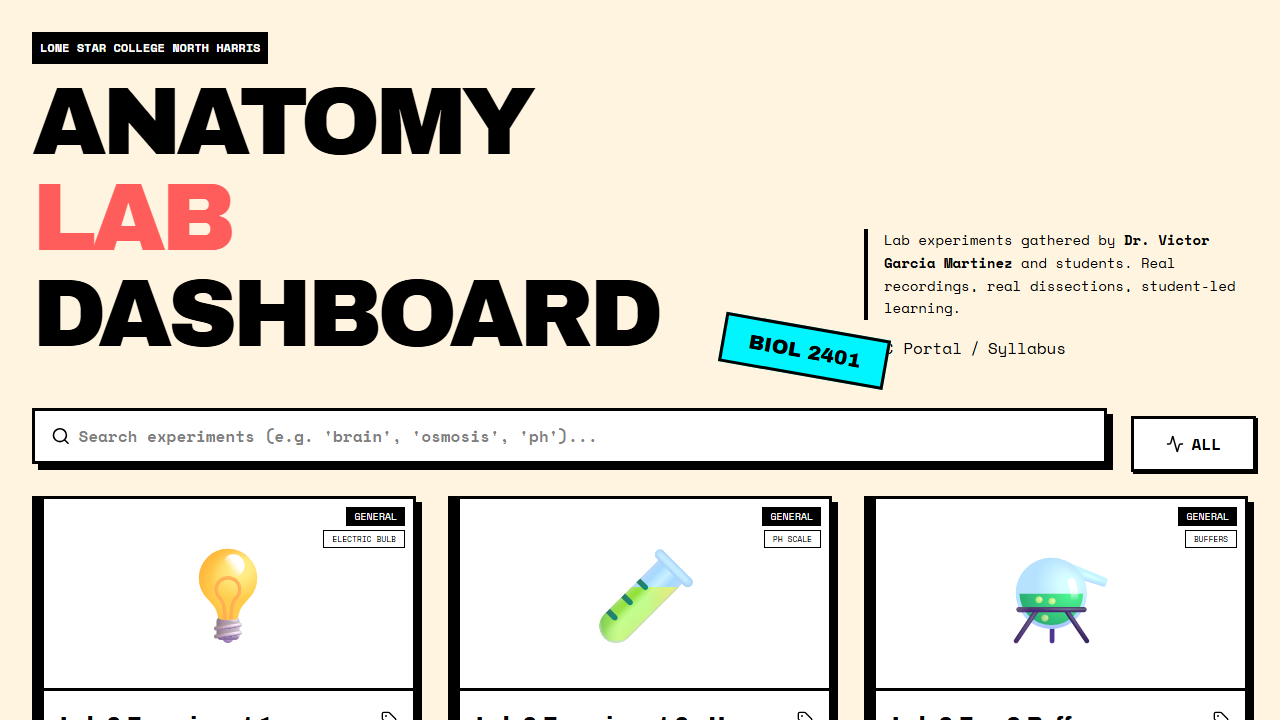 LONE STAR COLLEGE NORTH HARRIS
ANATOMY
LAB
DASHBOARD
Lab experiments gathered by Dr. Victor
Garcia Martinez and students. Real
recordings, real dissections, student-led
learning.
BIOL 2401
Portal / Syllabus
Search experiments (e.g. 'brain', 'osmosis', 'ph')...
ALL
GENERAL
ELECTRIC BULB
GENERAL
PH SCALE
GENERAL
BUFFERS